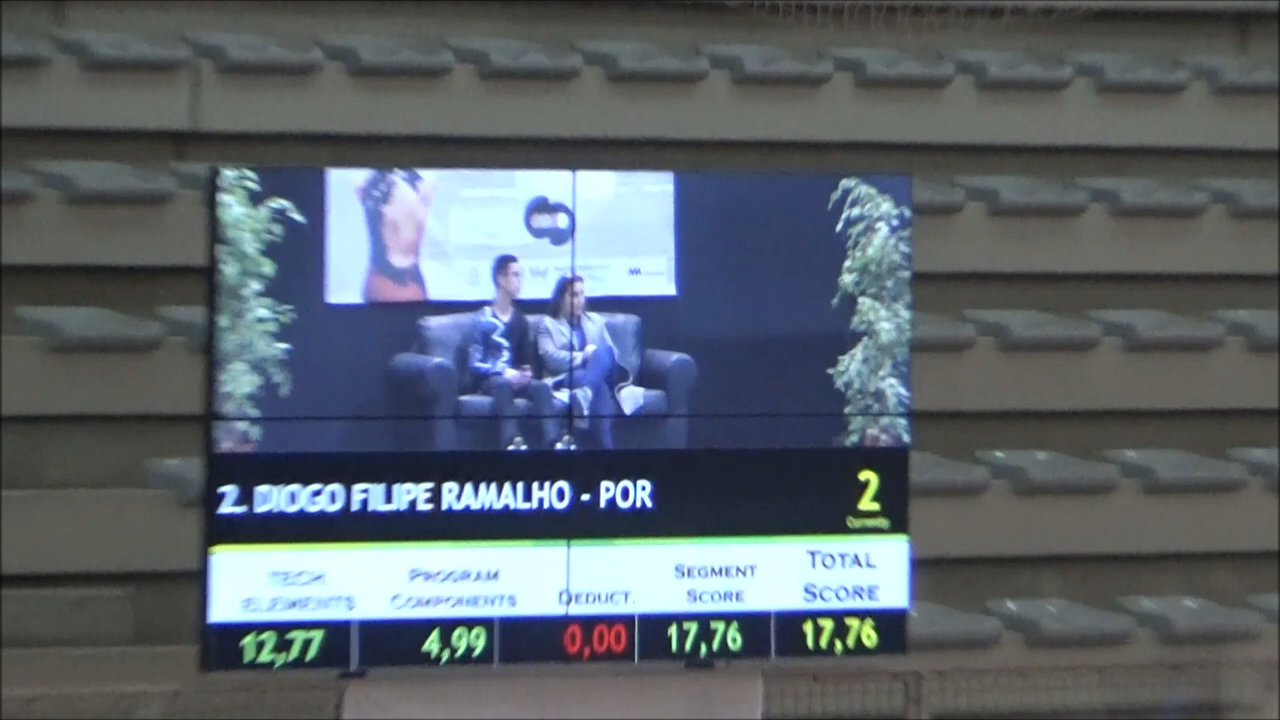 2. DIOGO FILIPE RAMALHO - POR
2
Currently
TECH ELEMENTS
PROGRAM COMPONENTS
DEDUCT.
SEGMENT SCORE
TOTAL SCORE
12,77 4,99 0,00 17,76 17,76